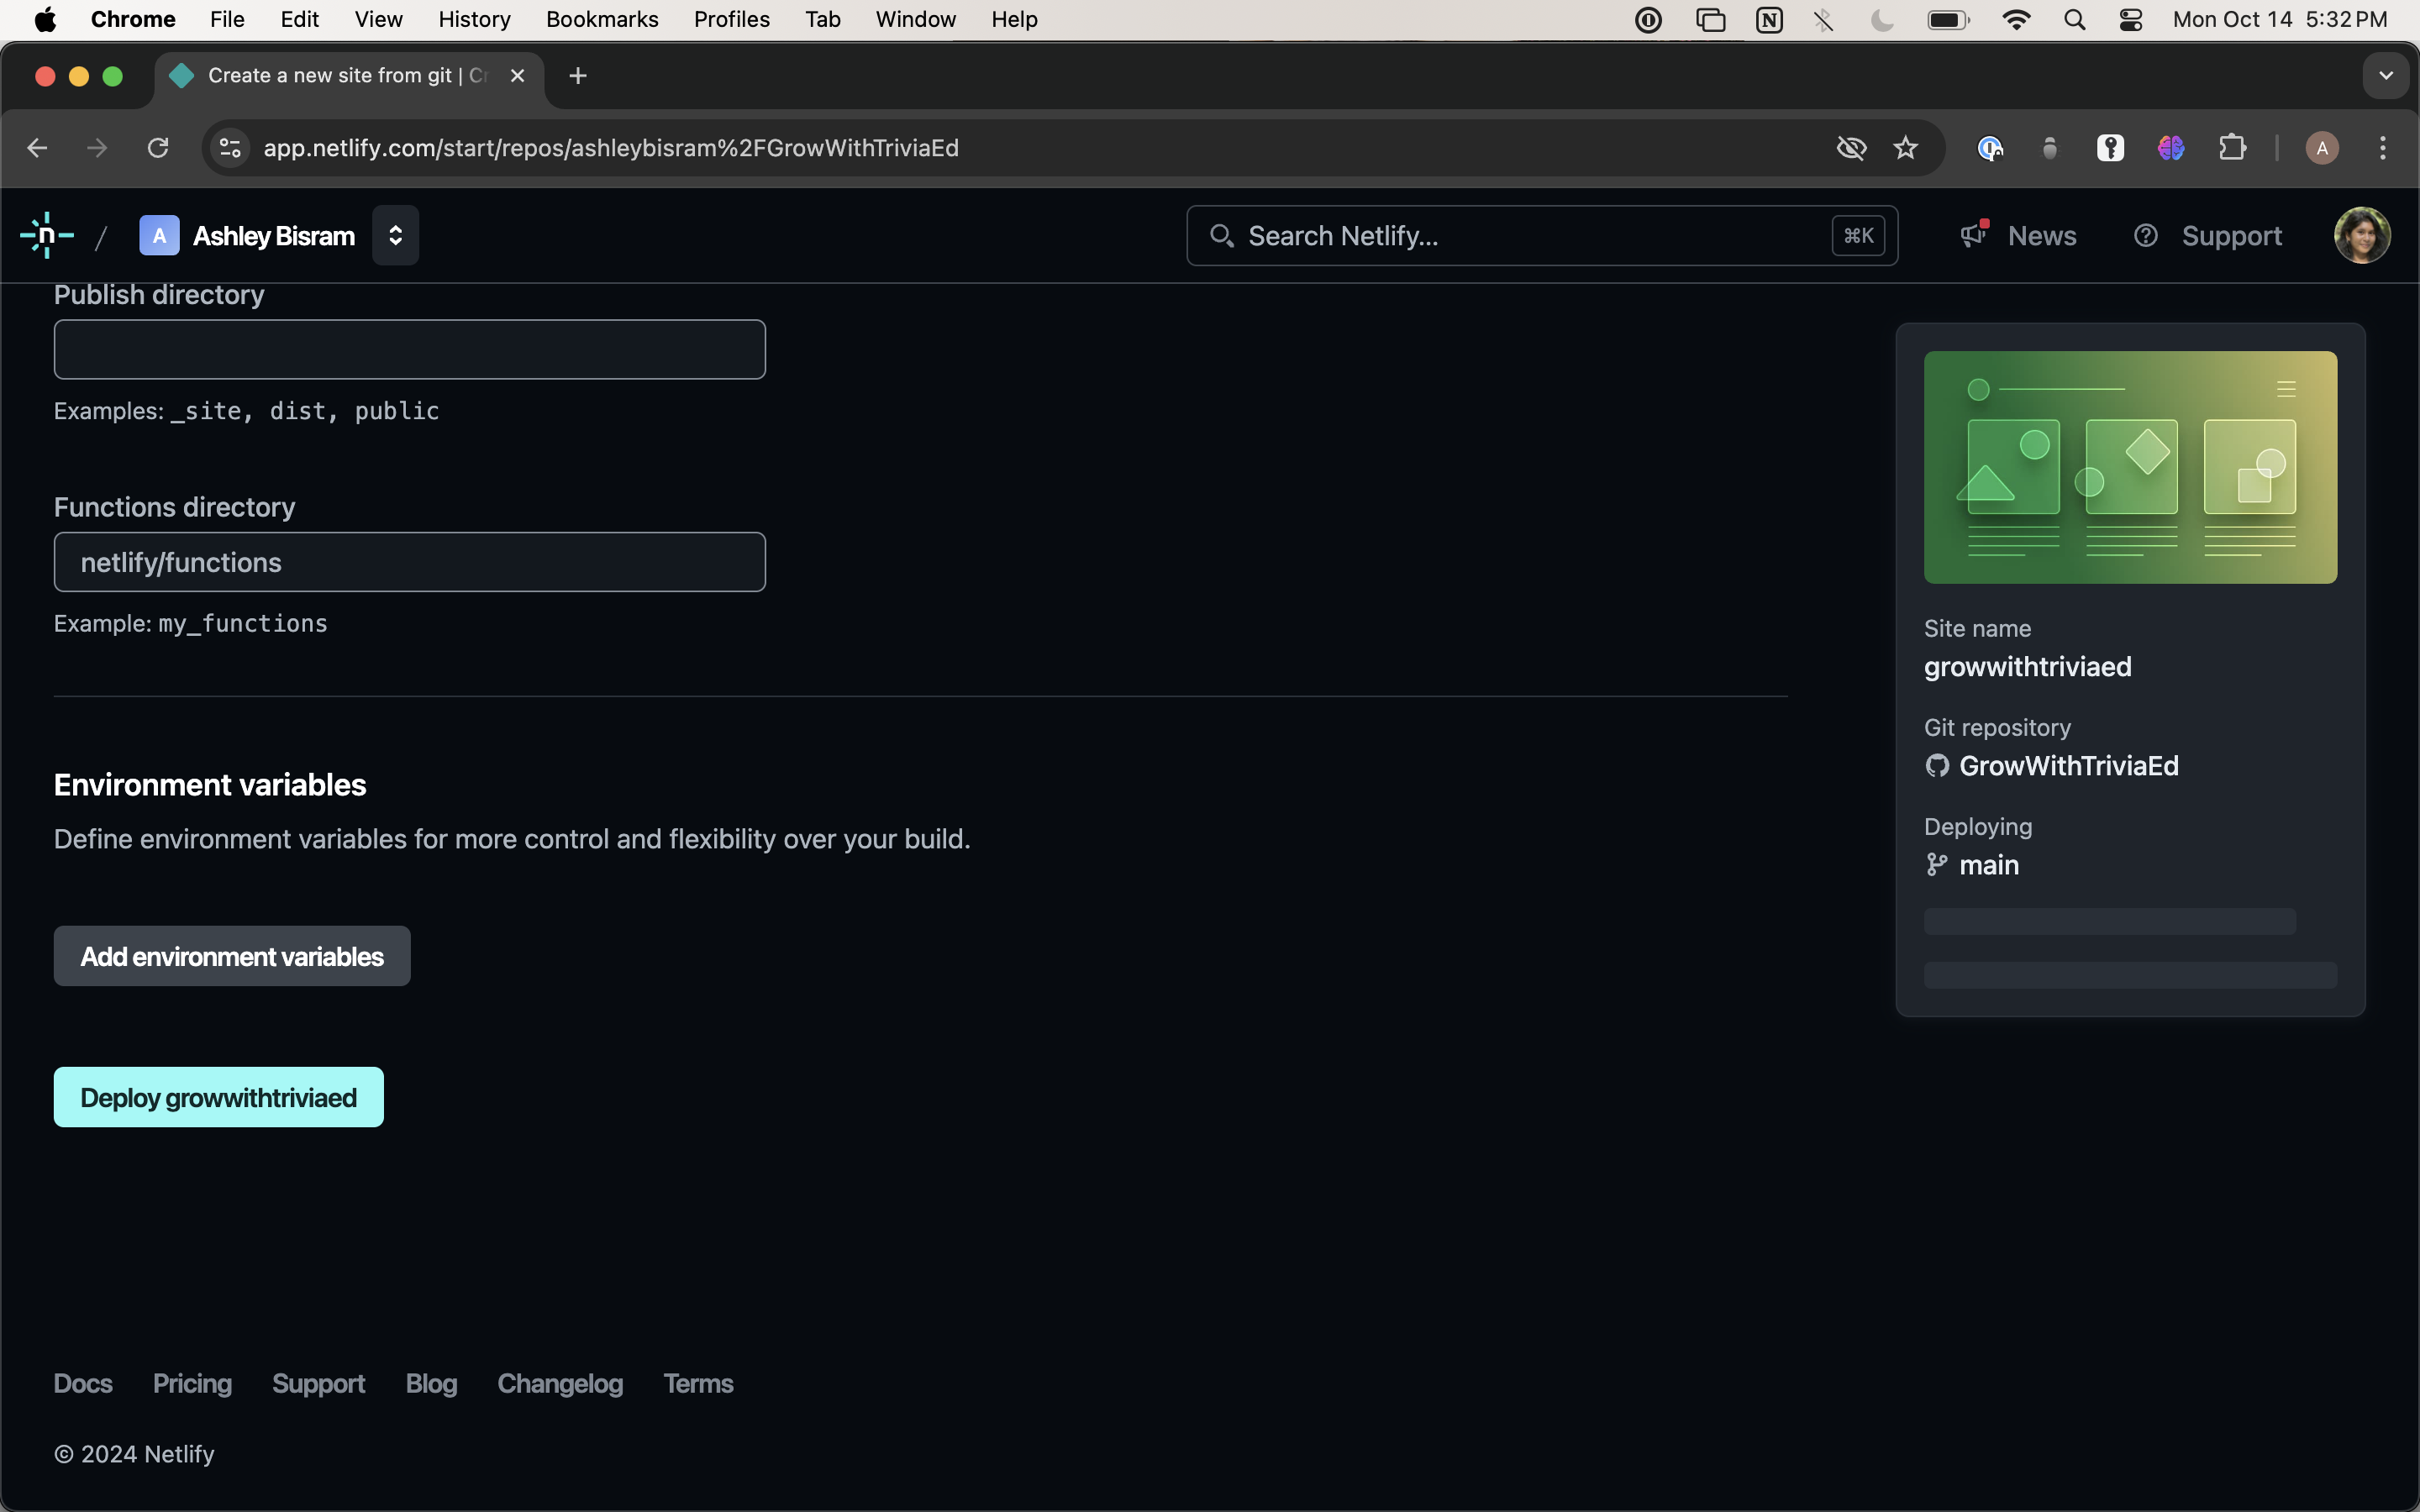 Chrome File Edit View History Bookmarks Profiles Tab Window Help Mon Oct 14 5:32 PM
Create a new site from git |
app.netlify.com/start/repos/ashleybisram%2FGrowWithTriviaEd
A
n / A Ashley Bisram
Search Netlify... ⌘K
News
Support
Publish directory
Examples: _site, dist, public
Functions directory
netlify/functions
Example: my_functions
Environment variables
Define environment variables for more control and flexibility over your build.
Add environment variables
Deploy growwithtriviaed
Site name
growwithtriviaed
Git repository
GrowWithTriviaEd
Deploying
main
Docs Pricing Support Blog Changelog Terms
© 2024 Netlify